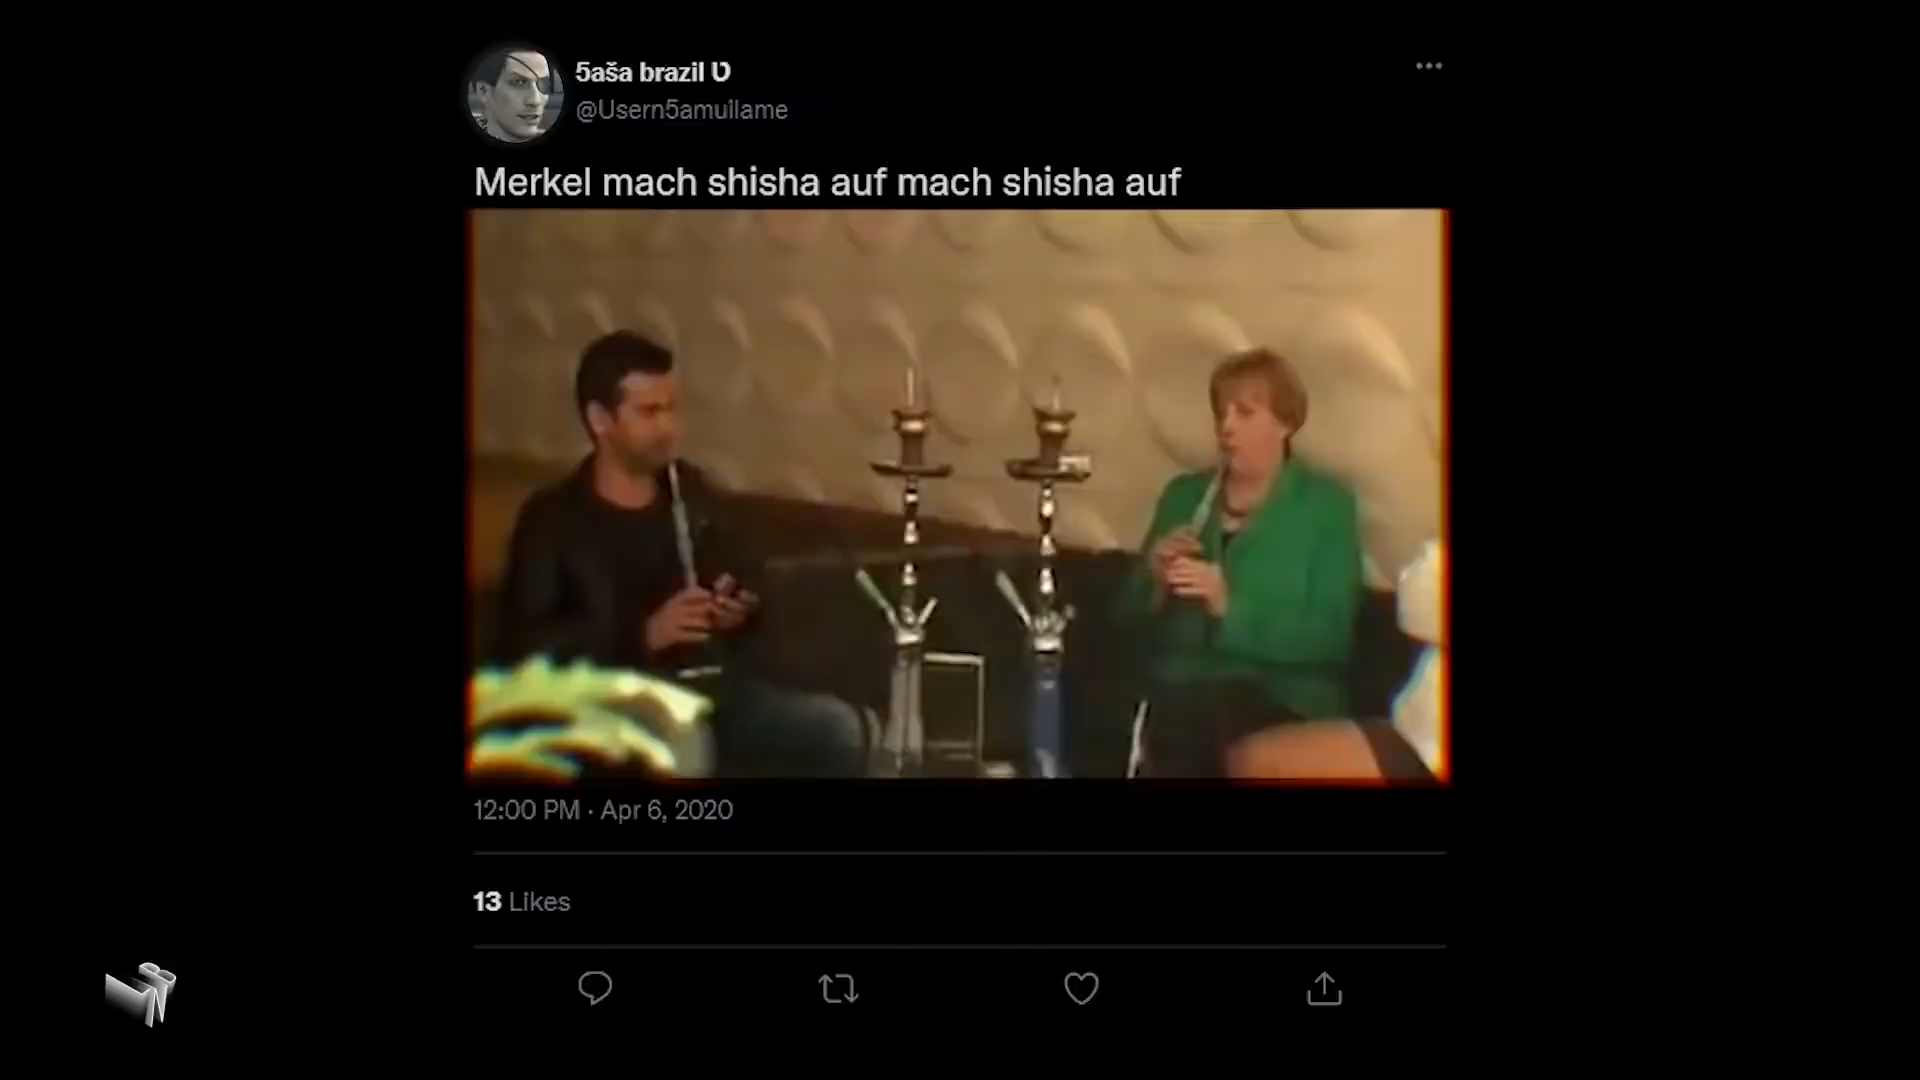 5aša brazil Ʊ
@Usern5amuilame
Merkel mach shisha auf mach shisha auf
12:00 PM · Apr 6, 2020
13 Likes